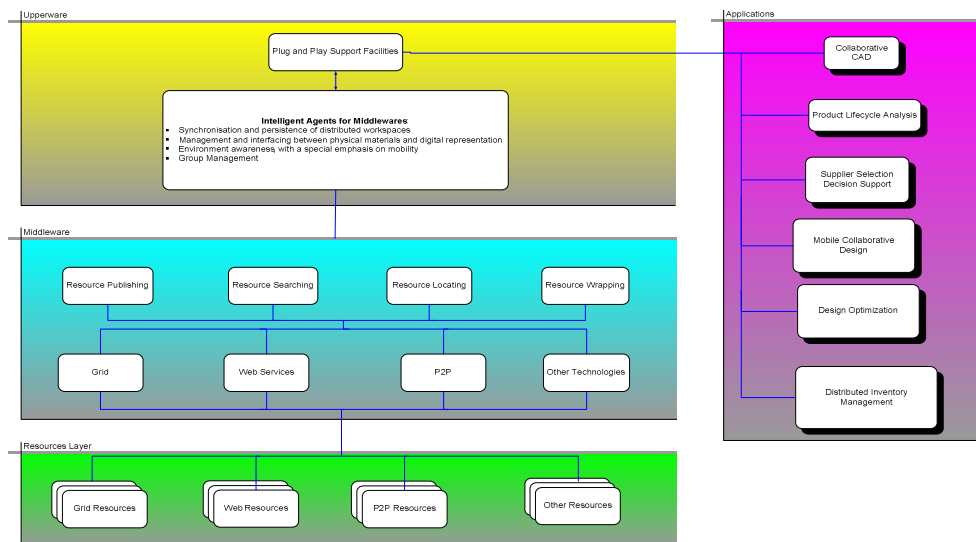 Upperware
Plug and Play Support Facilities
Intelligent Agents for Middlewares:
▪ Synchronisation and persistence of distributed workspaces
▪ Management and interfacing between physical materials and digital representation
▪ Environment awareness, with a special emphasis on mobility
▪ Group Management
Middleware
Resource Publishing
Resource Searching
Resource Locating
Resource Wrapping
Grid
Web Services
P2P
Other Technologies
Resources Layer
Grid Resources
Web Resources
P2P Resources
Other Resources
Applications
Collaborative
CAD
Product Lifecycle Analysis
Supplier Selection
Decision Support
Mobile Collaborative
Design
Design Optimization
Distributed Inventory
Management